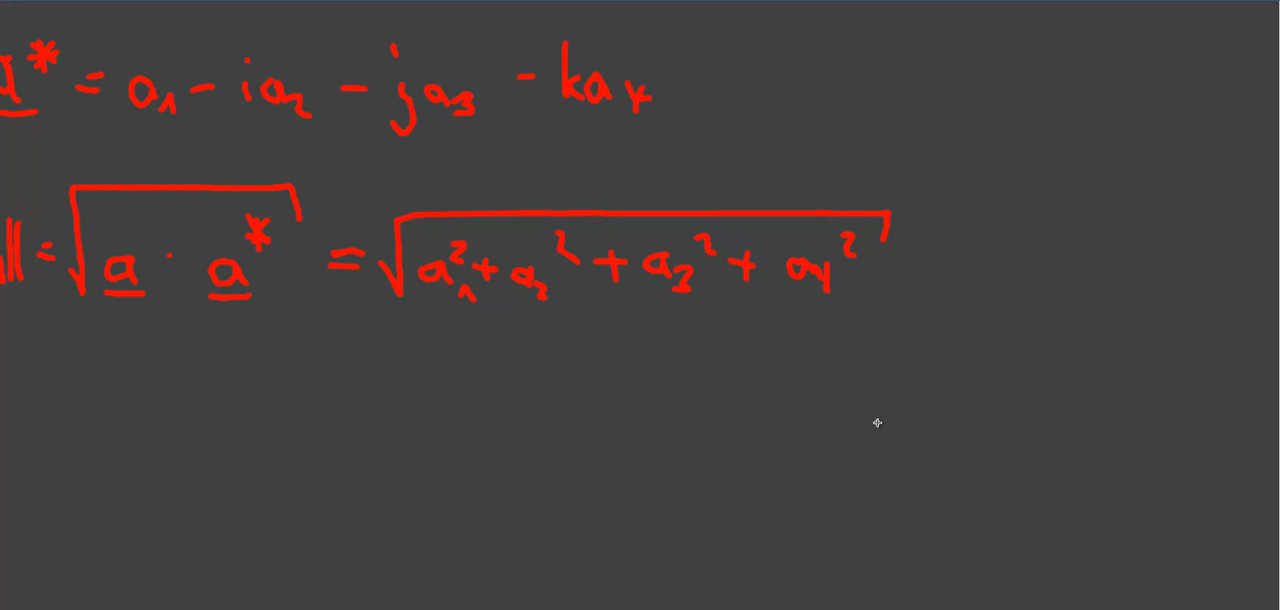 a* = a₁ - ia₂ - ja₃ - ka₄
|| = √(a · a*) = √(a₁² + a₂² + a₃² + a₄²)